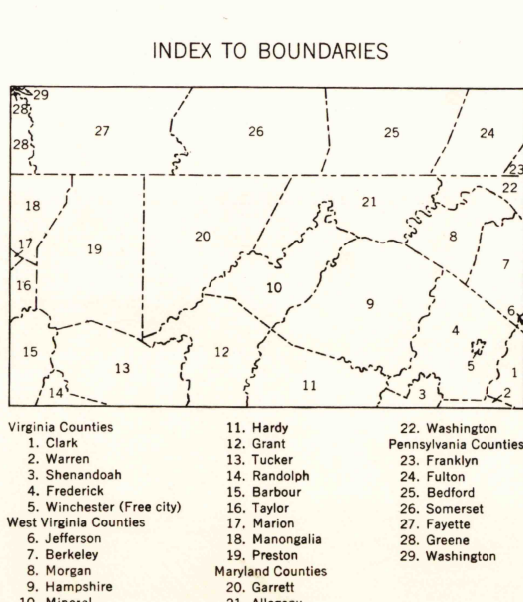 INDEX TO BOUNDARIES
29
28
27
26
25
24
28
23
22
18
21
19
20
8
17
7
16
10
9
6
4
15
12
5
13
1
11
14
3
2
Virginia Counties
1. Clark
2. Warren
3. Shenandoah
4. Frederick
5. Winchester (Free city)
West Virginia Counties
6. Jefferson
7. Berkeley
8. Morgan
9. Hampshire
10. Mineral
11. Hardy
12. Grant
13. Tucker
14. Randolph
15. Barbour
16. Taylor
17. Marion
18. Manongalia
19. Preston
Maryland Counties
20. Garrett
21. Allegany
22. Washington
Pennsylvania Counties
23. Franklyn
24. Fulton
25. Bedford
26. Somerset
27. Fayette
28. Greene
29. Washington